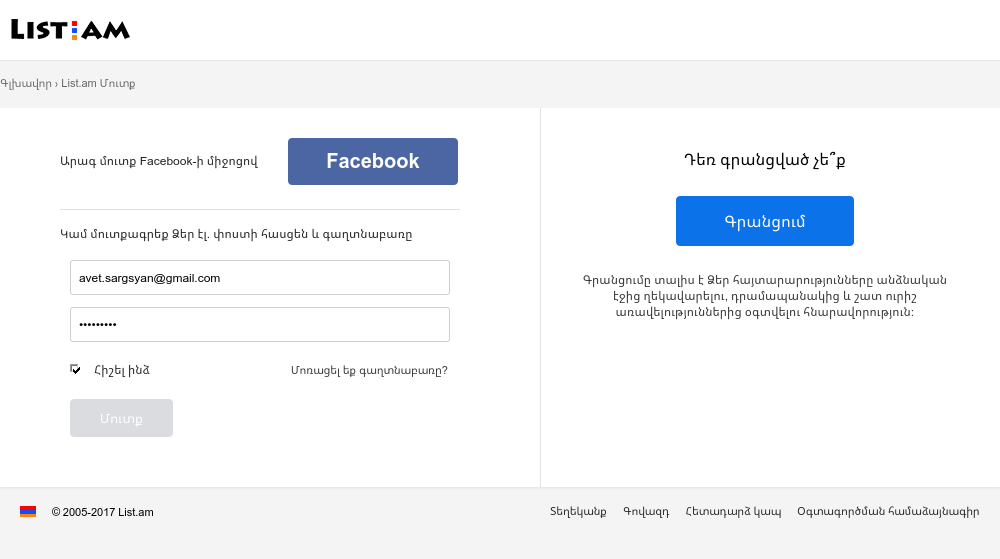 LIST.AM
Գլխավոր › List.am Մուտք
Արագ մուտք Facebook-ի միջոցով
Facebook
Կամ մուտքագրեք Ձեր էլ. փոստի հասցեն և գաղտնաբառը
avet.sargsyan@gmail.com
•••••••••
Հիշել ինձ
Մոռացել եք գաղտնաբառը?
Մուտք
Դեռ գրանցված չե՞ք
Գրանցում
Գրանցումը տալիս է Ձեր հայտարարությունները անձնական
էջից ղեկավարելու, դրամապանակից և շատ ուրիշ
առավելություններից օգտվելու հնարավորություն:
© 2005-2017 List.am
Տեղեկանք Գովազդ Հետադարձ կապ Օգտագործման համաձայնագիր